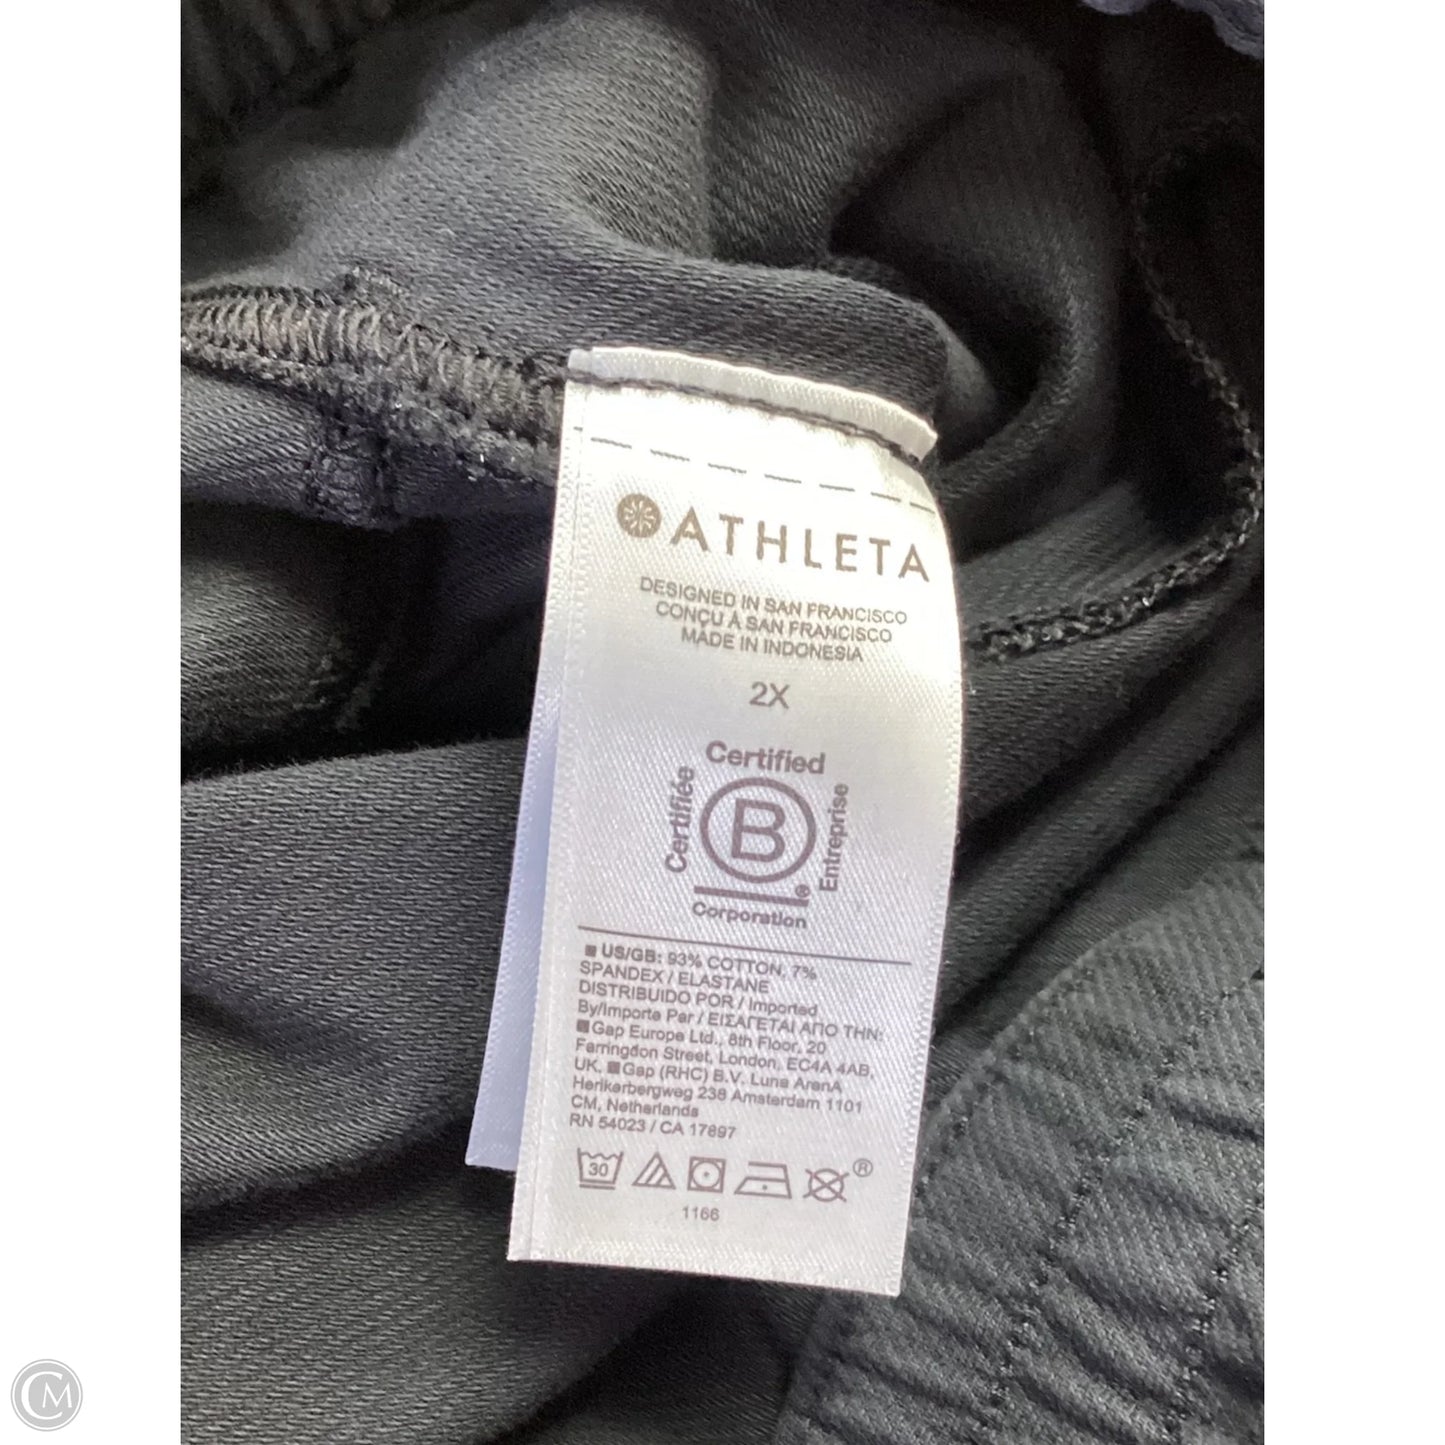 ATHLETA
DESIGNED IN SAN FRANCISCO
CONÇU À SAN FRANCISCO
MADE IN INDONESIA
2X
Certified
Certifiée
B
Entreprise
®
Corporation
US/GB: 93% COTTON, 7%
SPANDEX / ELASTANE
DISTRIBUIDO POR / Imported
By/Importe Par / ΕΙΣΑΓΕΤΑΙ ΑΠΟ ΤΗΝ:
Gap Europe Ltd., 8th Floor, 20
Farringdon Street, London, EC4A 4AB,
UK. Gap (RHC) B.V. Luna ArenA
Herikerbergweg 238 Amsterdam 1101
CM, Netherlands
RN 54023 / CA 17897
30 ®
1166
CM